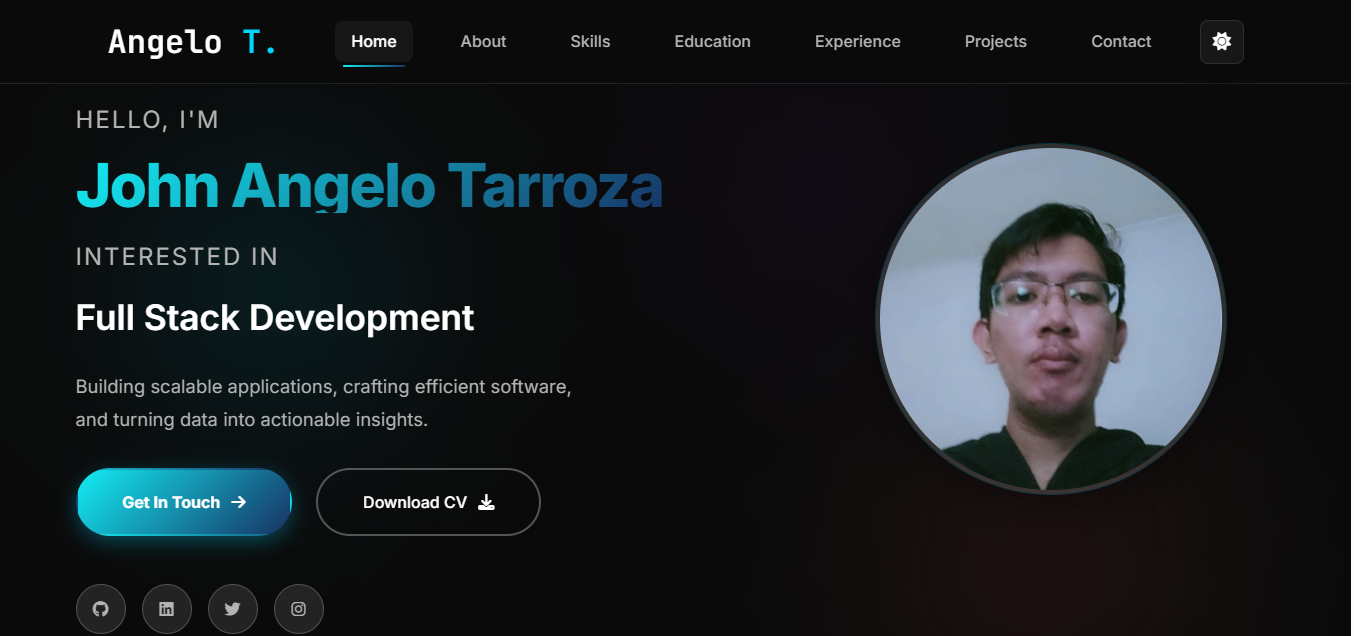 Angelo T.
Home About Skills Education Experience Projects Contact
HELLO, I'M
John Angelo Tarroza
INTERESTED IN
Full Stack Development
Building scalable applications, crafting efficient software,
and turning data into actionable insights.
Get In Touch
Download CV